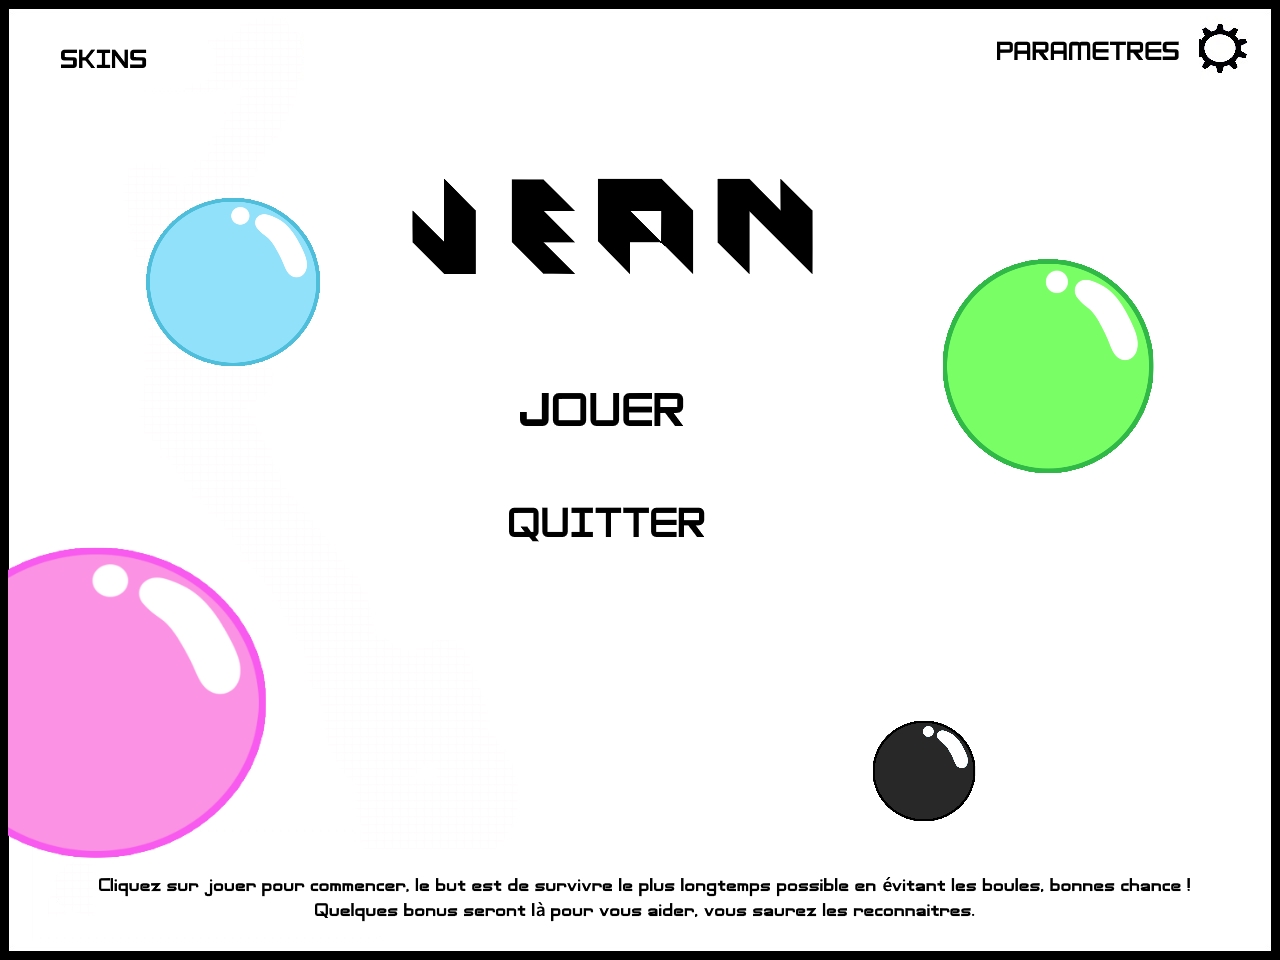 SKINS
PARAMETRES
JEAN
JOUER
QUITTER
Cliquez sur jouer pour commencer, le but est de survivre le plus longtemps possible en évitant les boules, bonnes chance !
Quelques bonus seront là pour vous aider, vous saurez les reconnaitres.